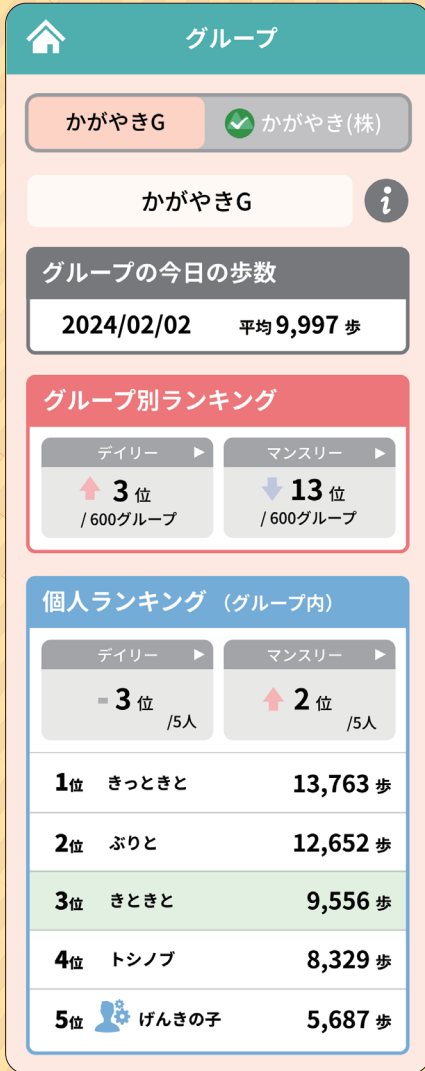 グループ
かがやきG かがやき(株)
かがやきG i
グループの今日の歩数
2024/02/02 平均9,997 歩
グループ別ランキング
デイリー ▶ マンスリー ▶
3 位 13 位
/ 600グループ / 600グループ
個人ランキング (グループ内)
デイリー ▶ マンスリー ▶
- 3 位 2 位
/5人 /5人
1位 きっときと 13,763 歩
2位 ぶりと 12,652 歩
3位 きときと 9,556 歩
4位 トシノブ 8,329 歩
5位 げんきの子 5,687 歩